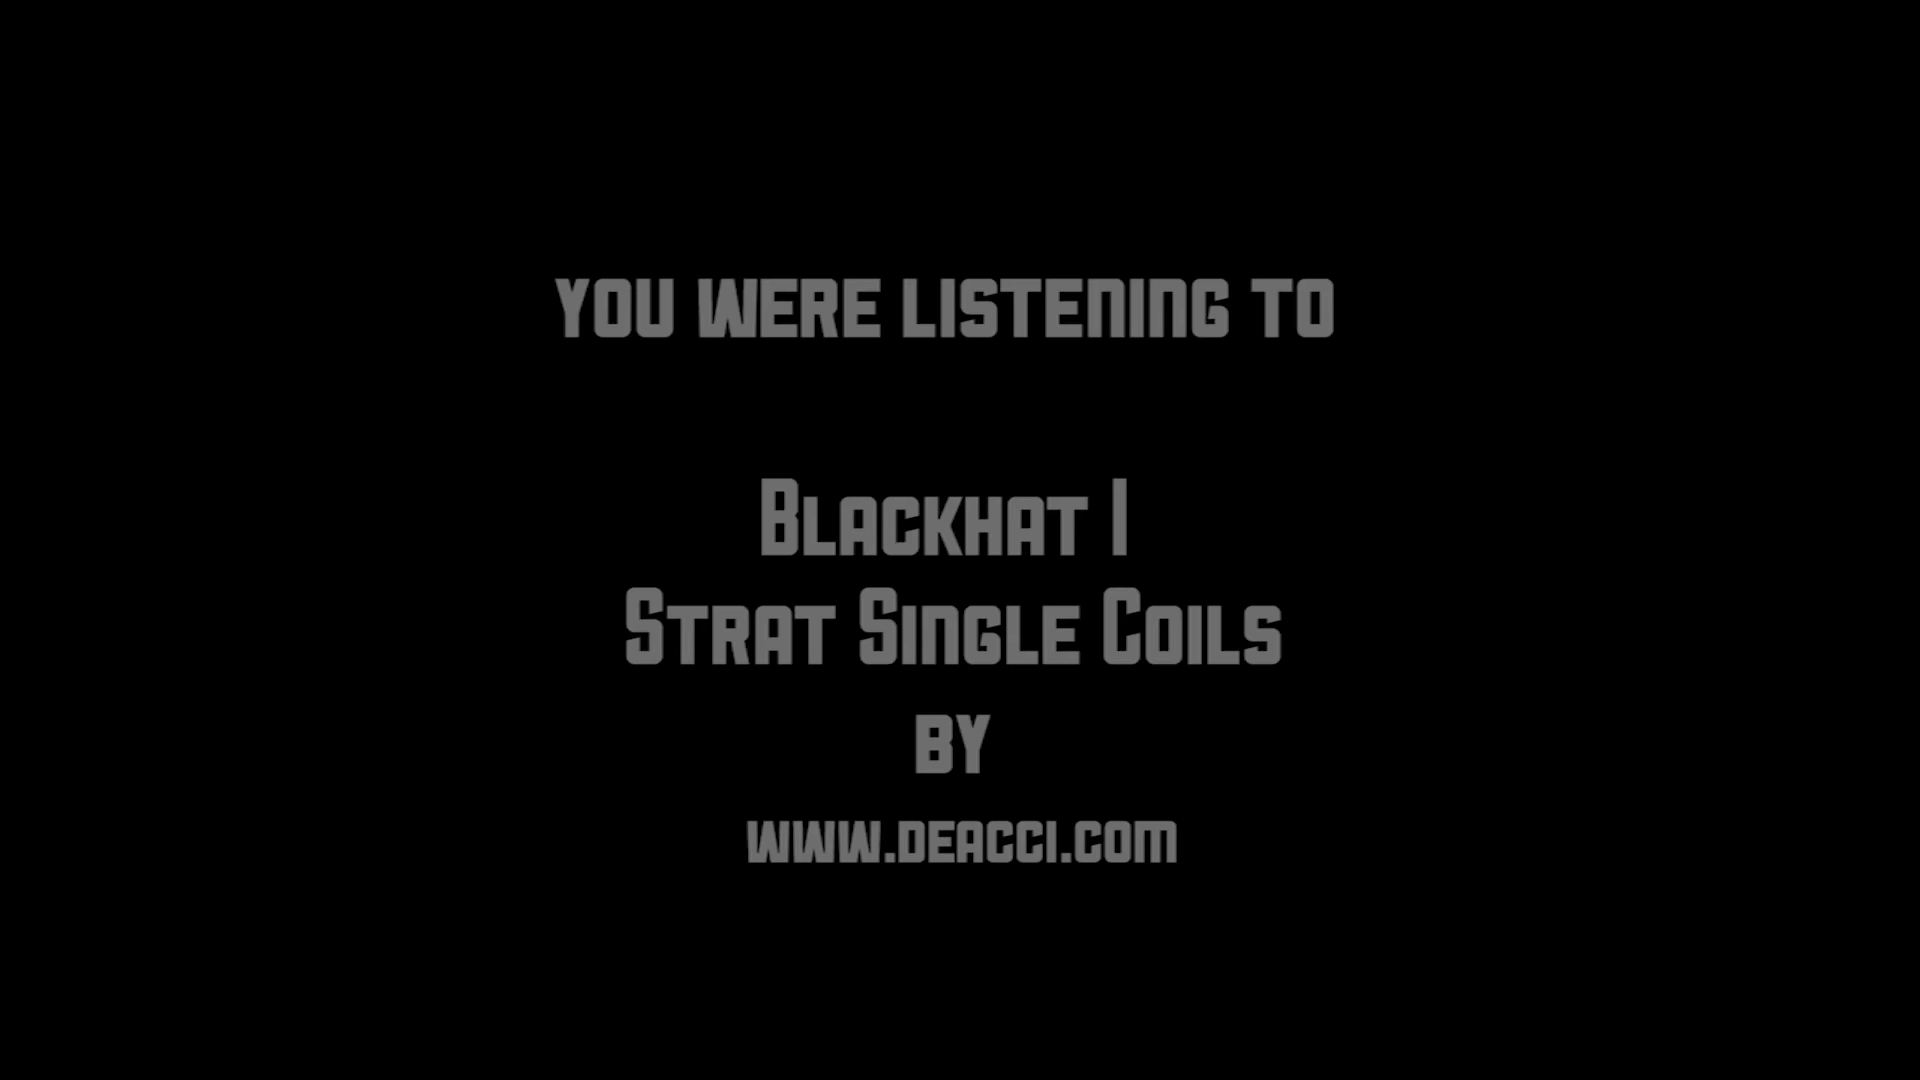 YOU WERE LISTENING TO
BLACKHAT I
STRAT SINGLE COILS
BY
WWW.DEACCI.COM